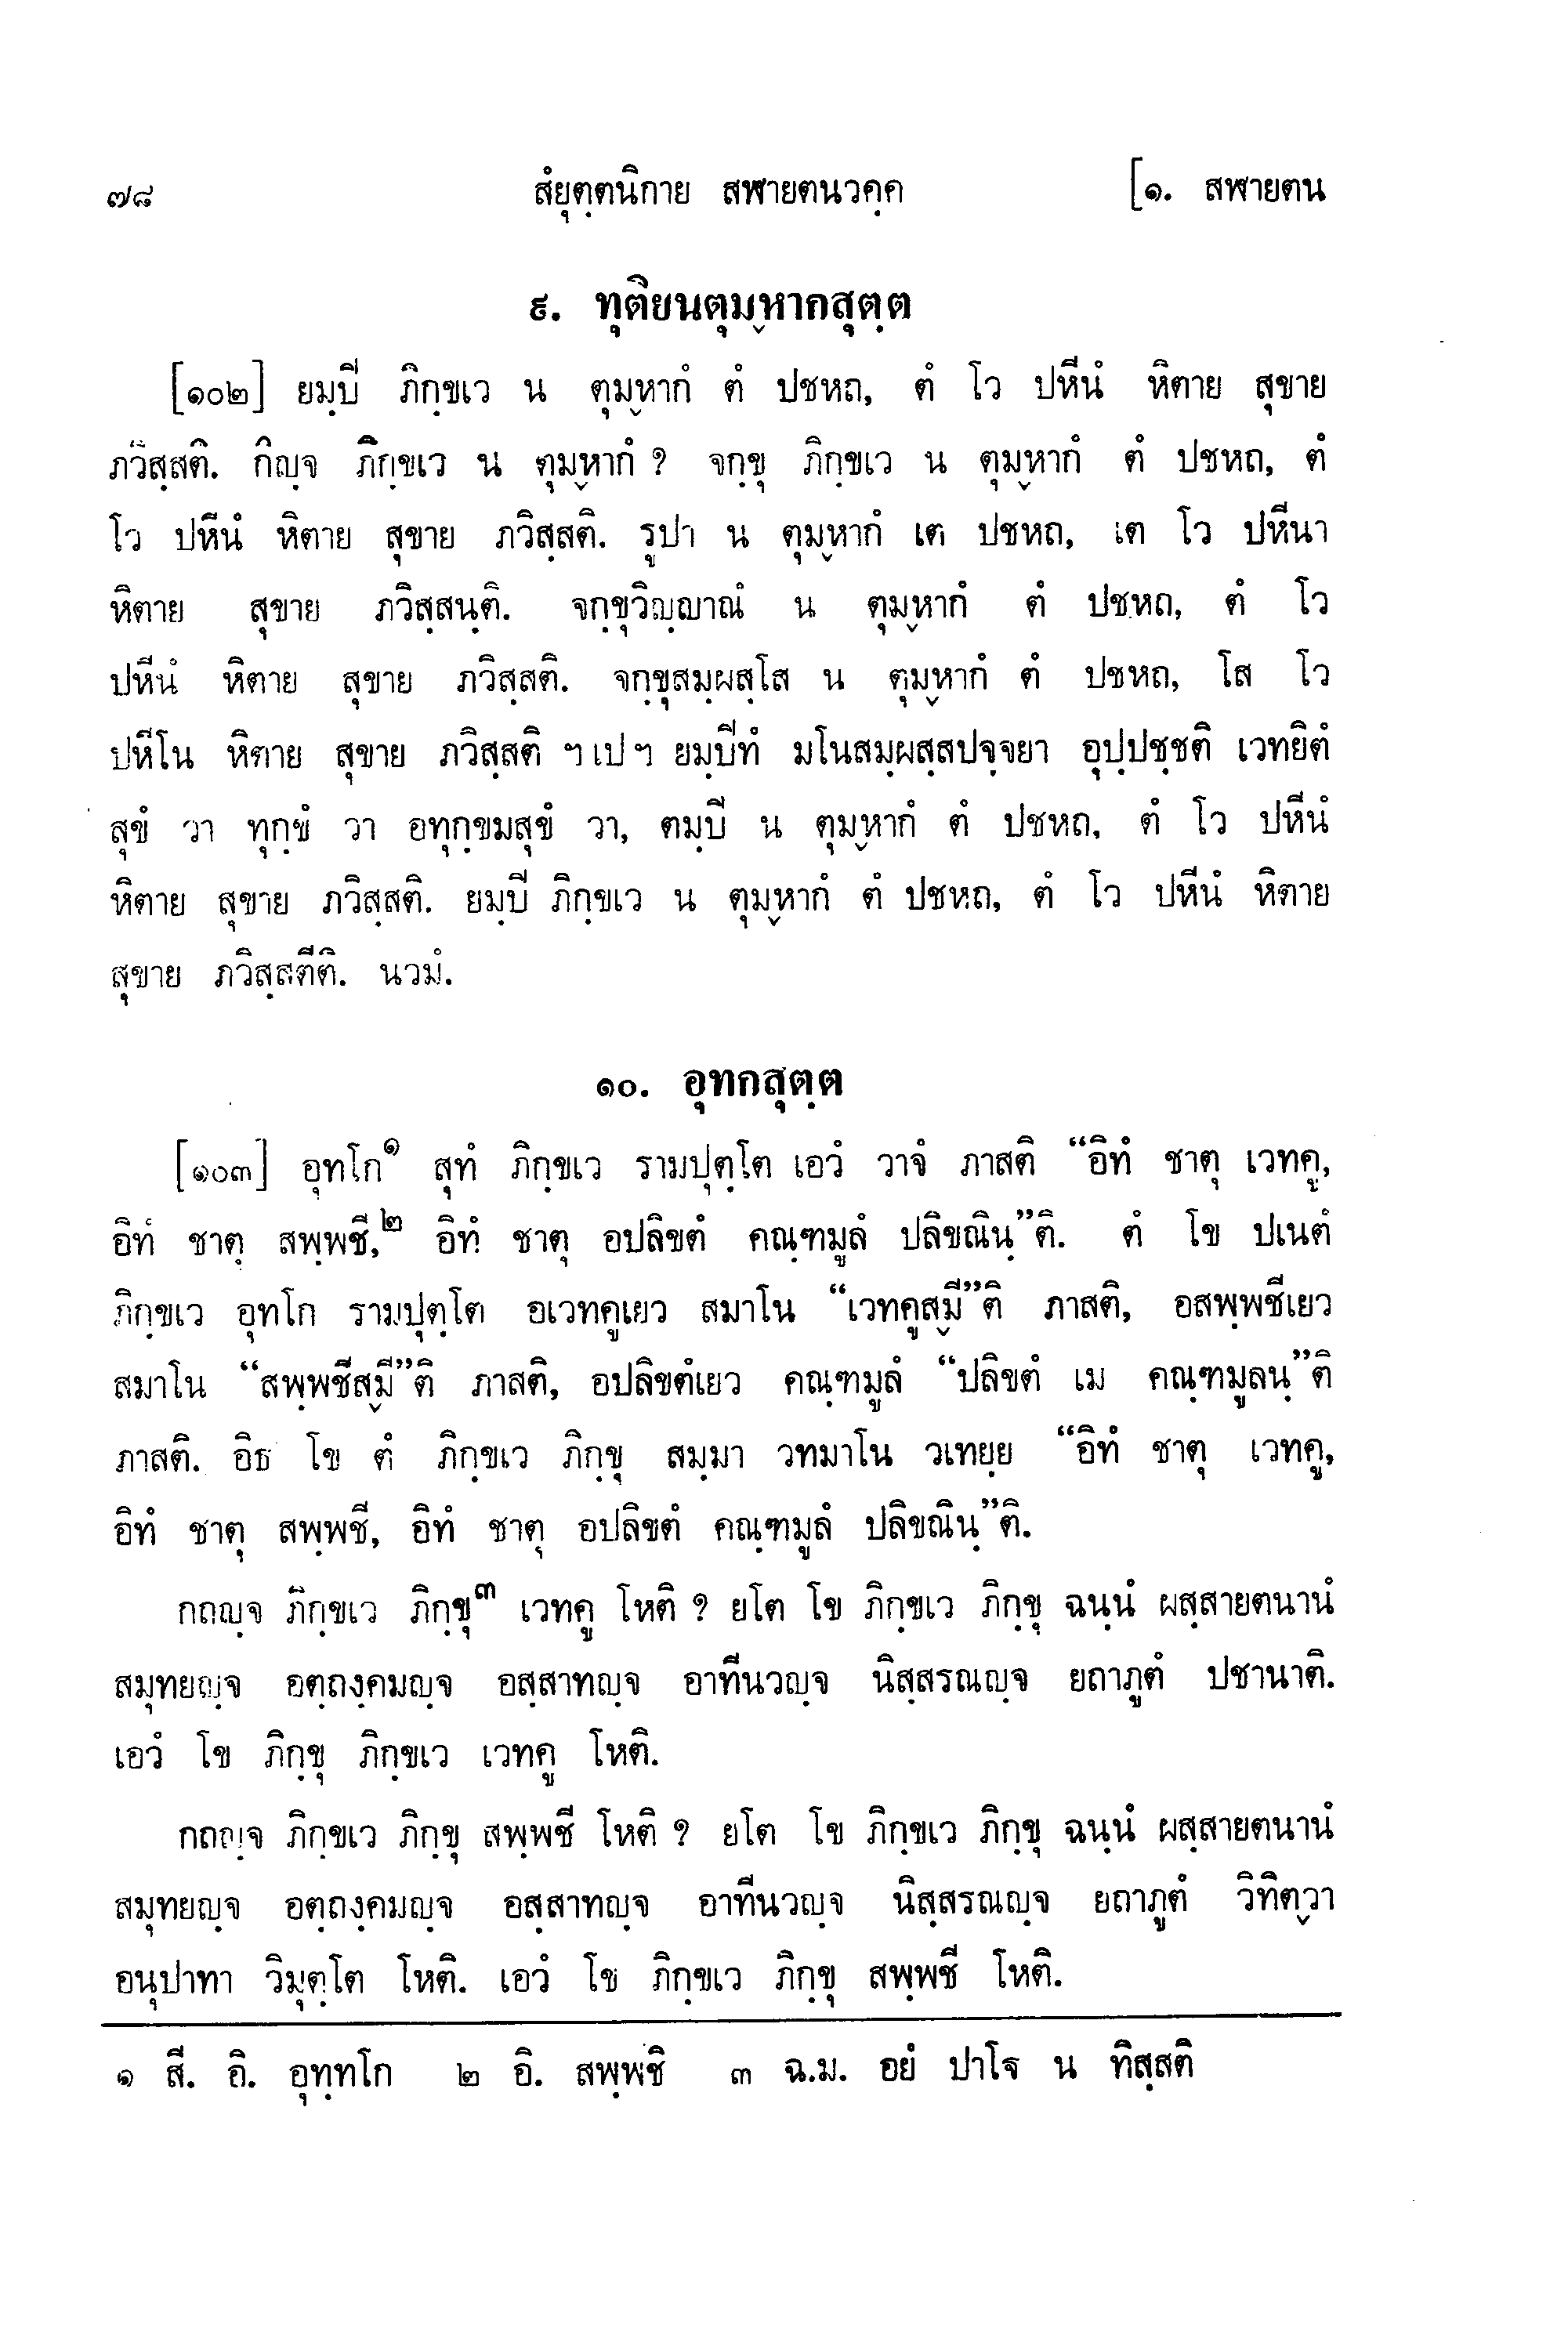 ๗๘ สํยุตฺตนิกาย สฬายตนวคฺค [๑. สฬายตน
๙. ทุติยนตุมฺหากสุตฺต
[๑๐๒] ยมฺปิ ภิกฺขเว น ตุมฺหากํ ตํ ปชหถ, ตํ โว ปหีนํ หิตาย สุขาย
ภวิสฺสติ. กิญฺจ ภิกฺขเว น ตุมฺหากํ ? จกฺขุ ภิกฺขเว น ตุมฺหากํ ตํ ปชหถ, ตํ
โว ปหีนํ หิตาย สุขาย ภวิสฺสติ. รูปา น ตุมฺหากํ เต ปชหถ, เต โว ปหีนา
หิตาย สุขาย ภวิสฺสนฺติ. จกฺขุวิญฺญาณํ น ตุมฺหากํ ตํ ปชหถ, ตํ โว
ปหีนํ หิตาย สุขาย ภวิสฺสติ. จกฺขุสมฺผสฺโส น ตุมฺหากํ ตํ ปชหถ, โส โว
ปหีโน หิตาย สุขาย ภวิสฺสติ ฯ เป ฯ ยมฺปิทํ มโนสมฺผสฺสปจฺจยา อุปฺปชฺชติ เวทยิตํ
สุขํ วา ทุกฺขํ วา อทุกฺขมสุขํ วา, ตมฺปิ น ตุมฺหากํ ตํ ปชหถ, ตํ โว ปหีนํ
หิตาย สุขาย ภวิสฺสติ. ยมฺปิ ภิกฺขเว น ตุมฺหากํ ตํ ปชหถ, ตํ โว ปหีนํ หิตาย
สุขาย ภวิสฺสตีติ. นวมํ.
๑๐. อุทกสุตฺต
[๑๐๓] อุทโก๑ สุทํ ภิกฺขเว รามปุตฺโต เอวํ วาจํ ภาสติ “อิทํ ชาตุ เวทคู,
อิทํ ชาตุ สพฺพชี,๒ อิทํ ชาตุ อปลิขตํ คณฺฑมูลํ ปลิขณินฺ”ติ. ตํ โข ปเนตํ
ภิกฺขเว อุทโก รามปุตฺโต อเวทคูเยว สมาโน “เวทคูสฺมี”ติ ภาสติ, อสพฺพชีเยว
สมาโน “สพฺพชีสฺมี”ติ ภาสติ, อปลิขตํเยว คณฺฑมูลํ “ปลิขตํ เม คณฺฑมูลนฺ”ติ
ภาสติ. อิธ โข ตํ ภิกฺขเว ภิกฺขุ สมฺมา วทมาโน วเทยฺย “อิทํ ชาตุ เวทคู,
อิทํ ชาตุ สพฺพชี, อิทํ ชาตุ อปลิขตํ คณฺฑมูลํ ปลิขณินฺ”ติ.
กถญฺจ ภิกฺขเว ภิกฺขุ๓ เวทคู โหติ ? ยโต โข ภิกฺขเว ภิกฺขุ ฉนฺนํ ผสฺสายตนานํ
สมุทยญฺจ อตฺถงฺคมญฺจ อสฺสาทญฺจ อาทีนวญฺจ นิสฺสรณญฺจ ยถาภูตํ ปชานาติ.
เอวํ โข ภิกฺขุ ภิกฺขเว เวทคู โหติ.
กถญฺจ ภิกฺขเว ภิกฺขุ สพฺพชี โหติ ? ยโต โข ภิกฺขเว ภิกฺขุ ฉนฺนํ ผสฺสายตนานํ
สมุทยญฺจ อตฺถงฺคมญฺจ อสฺสาทญฺจ อาทีนวญฺจ นิสฺสรณญฺจ ยถาภูตํ วิทิตฺวา
อนุปาทา วิมุตฺโต โหติ. เอวํ โข ภิกฺขเว ภิกฺขุ สพฺพชี โหติ.
๑ สี. อิ. อุทฺทโก ๒ อิ. สพฺพชิ ๓ ฉ.ม. อยํ ปาโฐ น ทิสฺสติ